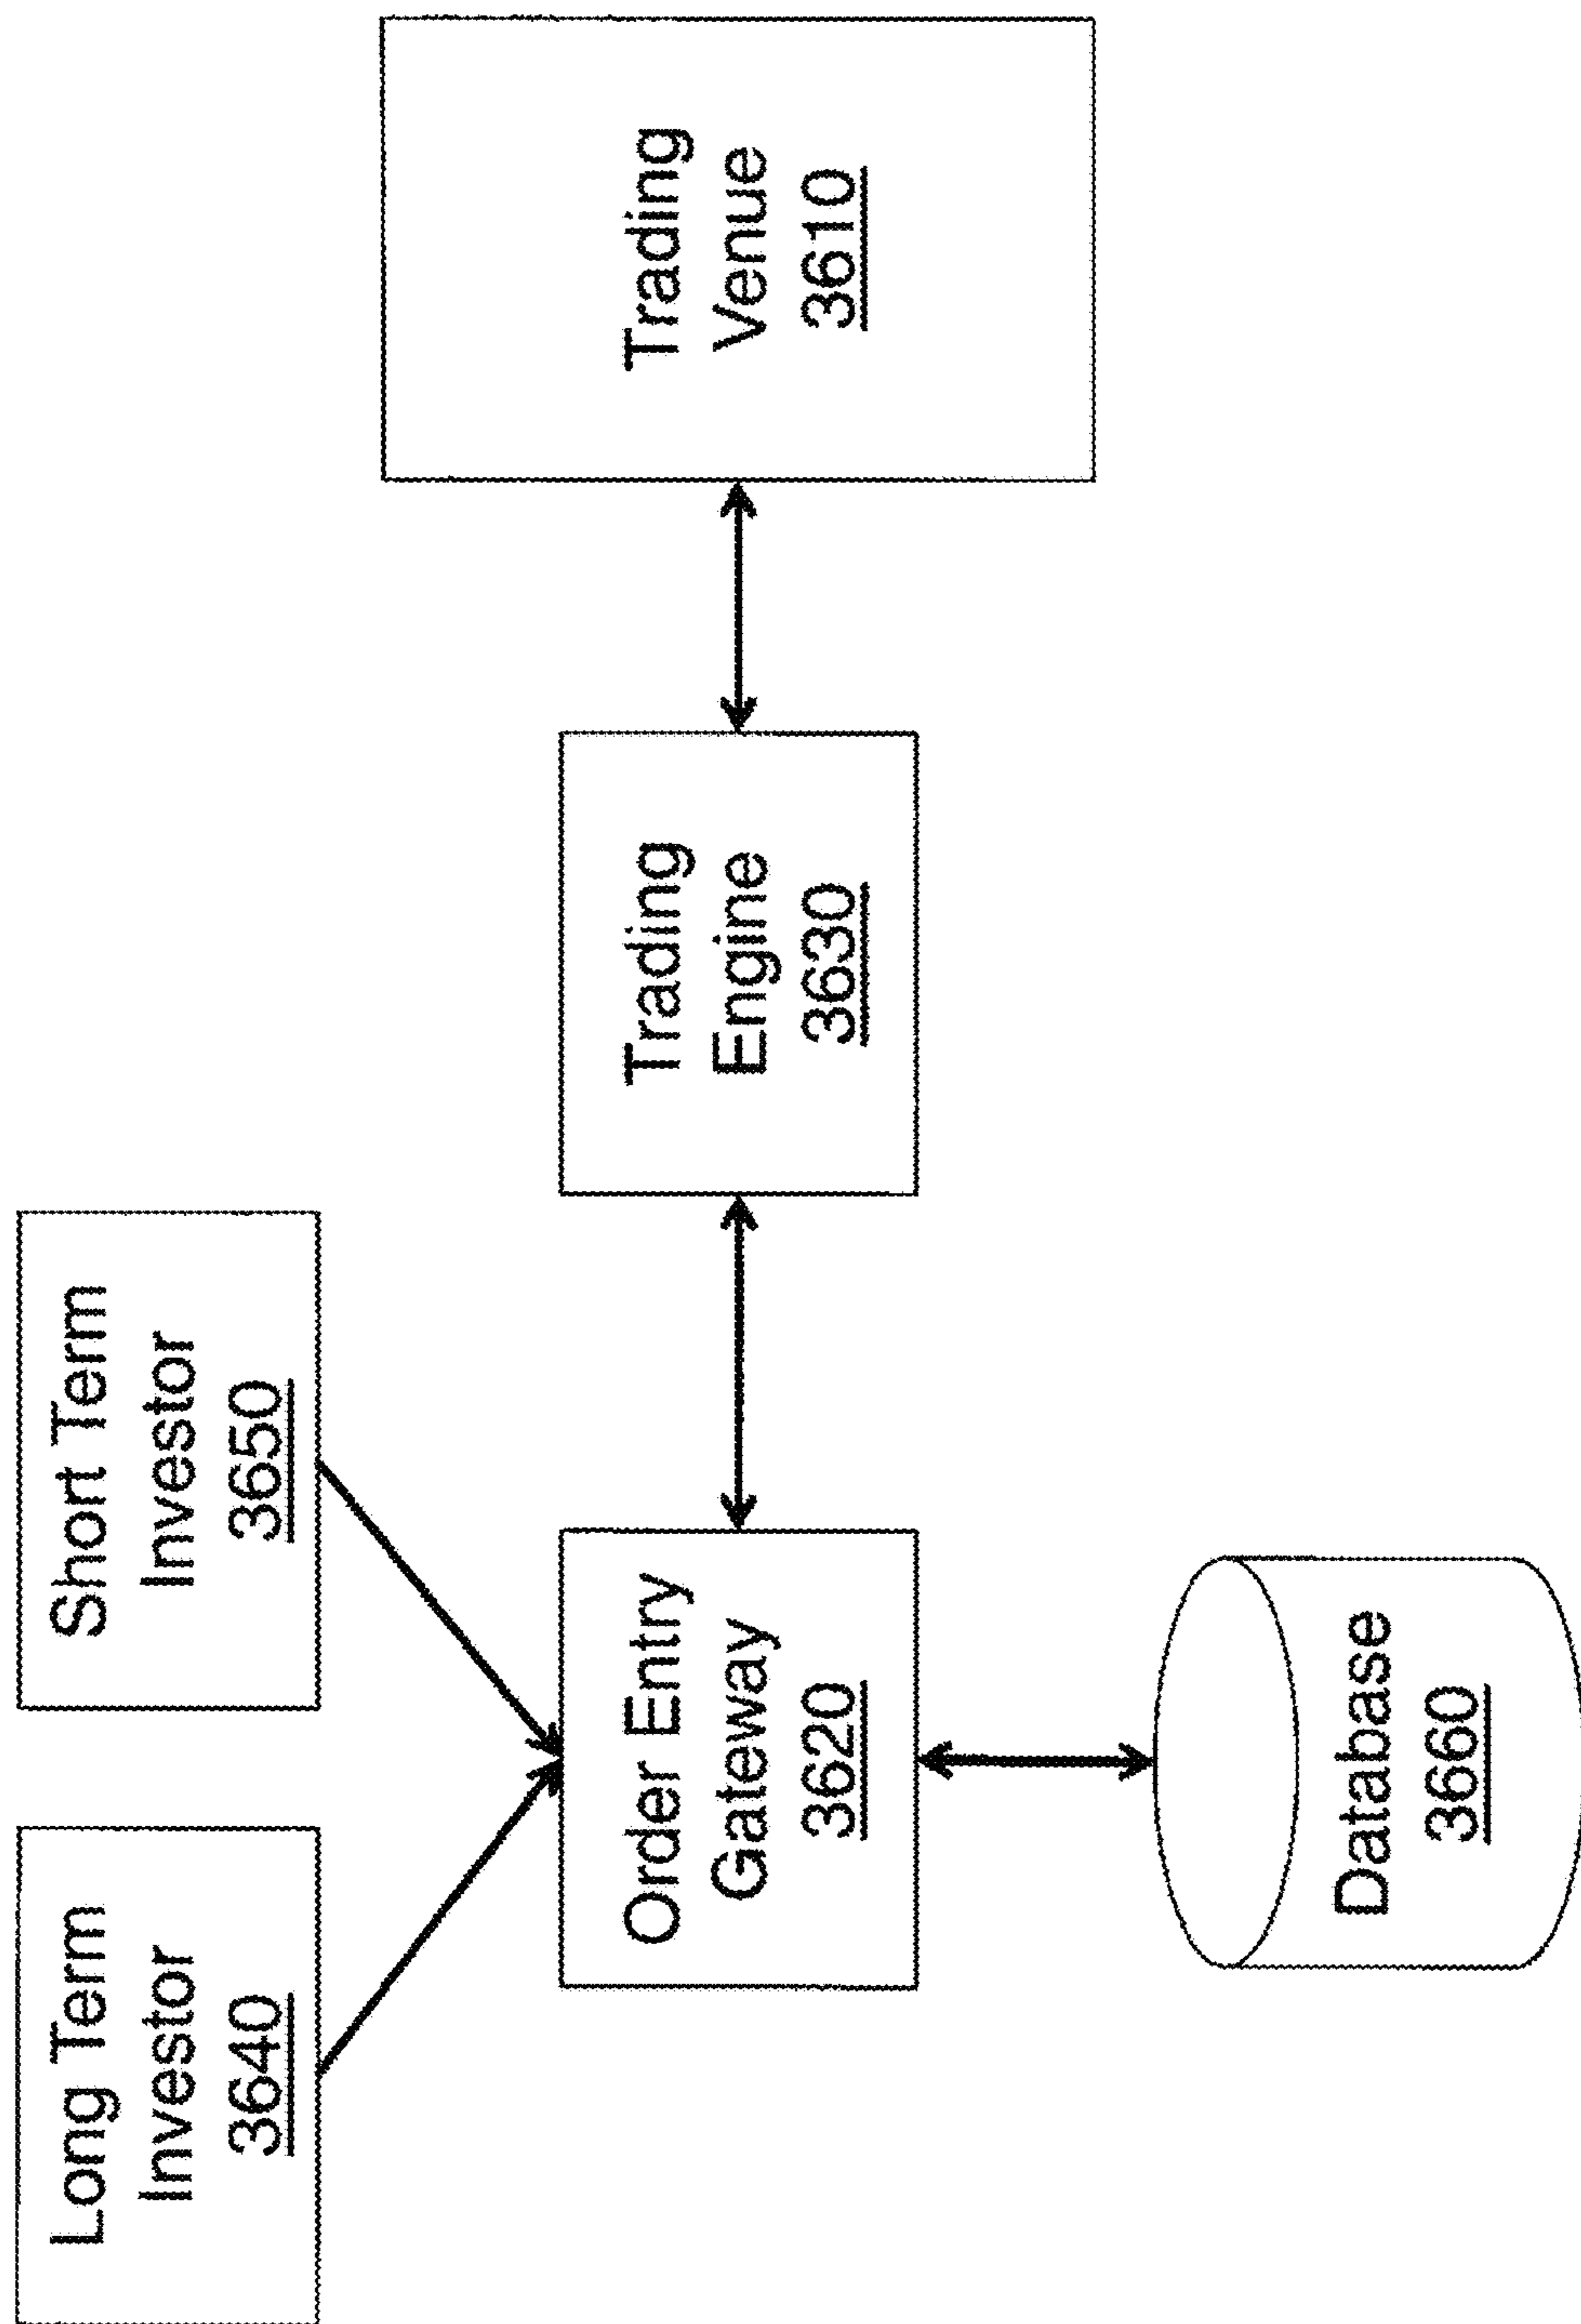 Long Term
Investor
3640
Short Term
Investor
3650
Order Entry
Gateway
3620
Trading
Engine
3630
Trading
Venue
3610
Database
3660